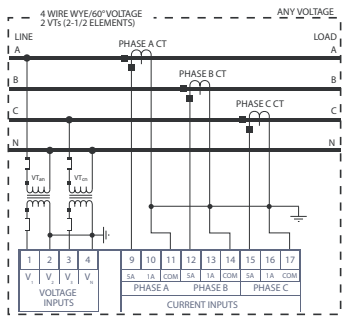 4 WIRE WYE/60° VOLTAGE
2 VTs (2-1/2 ELEMENTS)
ANY VOLTAGE
LINE
LOAD
PHASE A CT
A
A
PHASE B CT
B
B
PHASE C CT
C
C
N
N
VTan
VTcn
1 2 3 4
9 10 11 12 13 14 15 16 17
V1 V2 V3 VN
5A 1A COM 5A 1A COM 5A 1A COM
VOLTAGE
INPUTS
PHASE A PHASE B PHASE C
CURRENT INPUTS